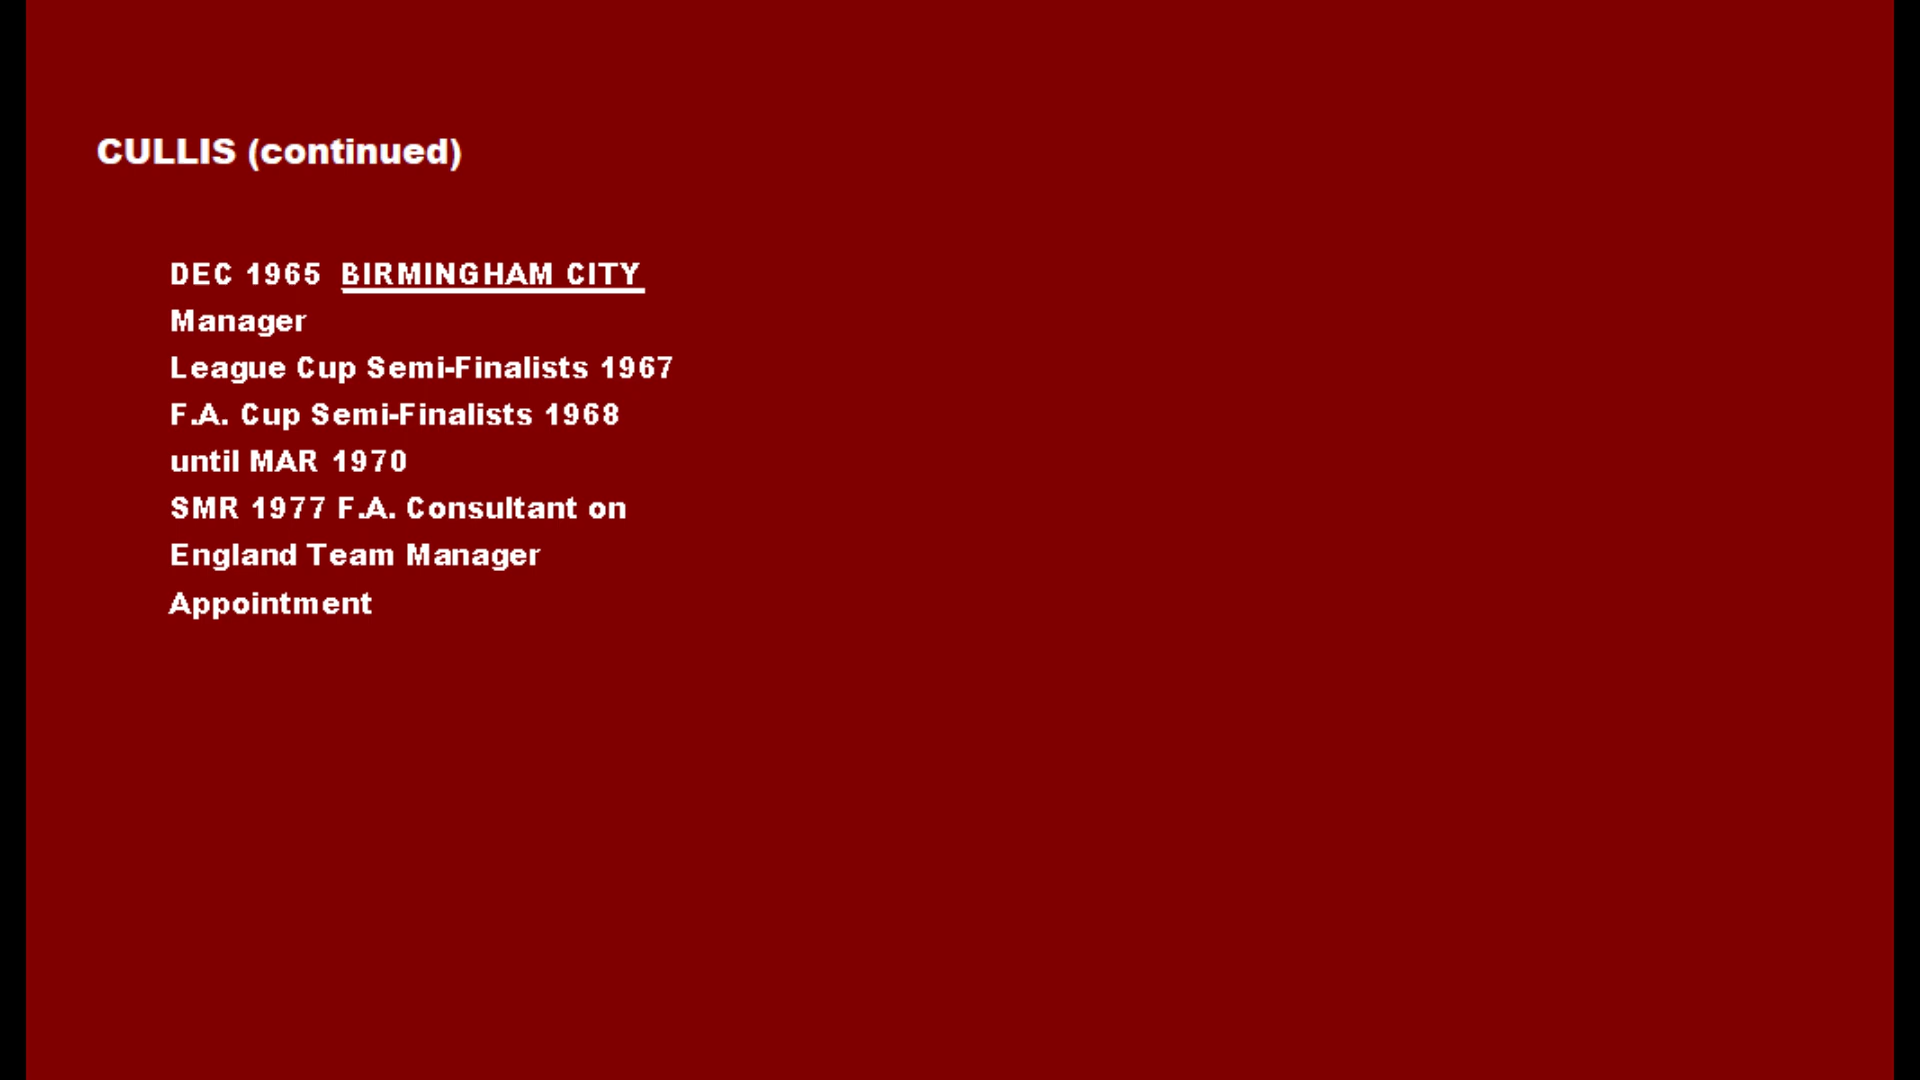 CULLIS (continued)
DEC 1965 BIRMINGHAM CITY
Manager
League Cup Semi-Finalists 1967
F.A. Cup Semi-Finalists 1968
until MAR 1970
SMR 1977 F.A. Consultant on
England Team Manager
Appointment